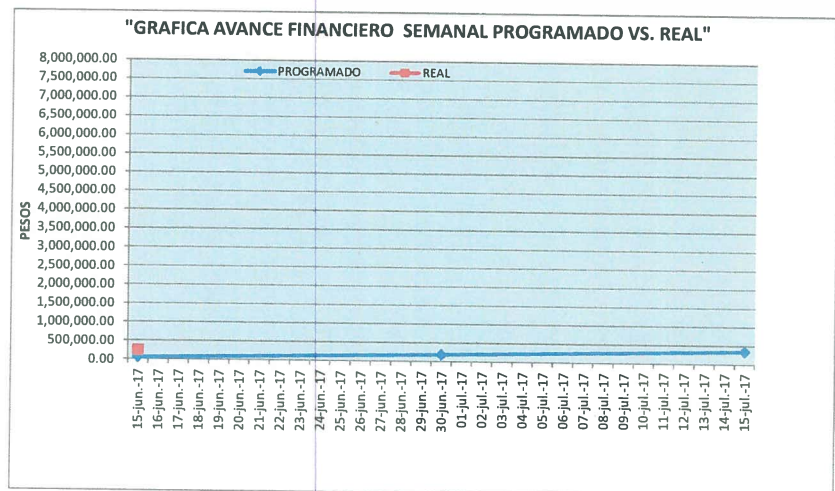 "GRAFICA AVANCE FINANCIERO SEMANAL PROGRAMADO VS. REAL"
PROGRAMADO
REAL
PESOS
8,000,000.00
7,500,000.00
7,000,000.00
6,500,000.00
6,000,000.00
5,500,000.00
5,000,000.00
4,500,000.00
4,000,000.00
3,500,000.00
3,000,000.00
2,500,000.00
2,000,000.00
1,500,000.00
1,000,000.00
500,000.00
0.00
15-jun.-17
16-jun.-17
17-jun.-17
18-jun.-17
19-jun.-17
20-jun.-17
21-jun.-17
22-jun.-17
23-jun.-17
24-jun.-17
25-jun.-17
26-jun.-17
27-jun.-17
28-jun.-17
29-jun.-17
30-jun.-17
01-jul.-17
02-jul.-17
03-jul.-17
04-jul.-17
05-jul.-17
06-jul.-17
07-jul.-17
08-jul.-17
09-jul.-17
10-jul.-17
11-jul.-17
12-jul.-17
13-jul.-17
14-jul.-17
15-jul.-17